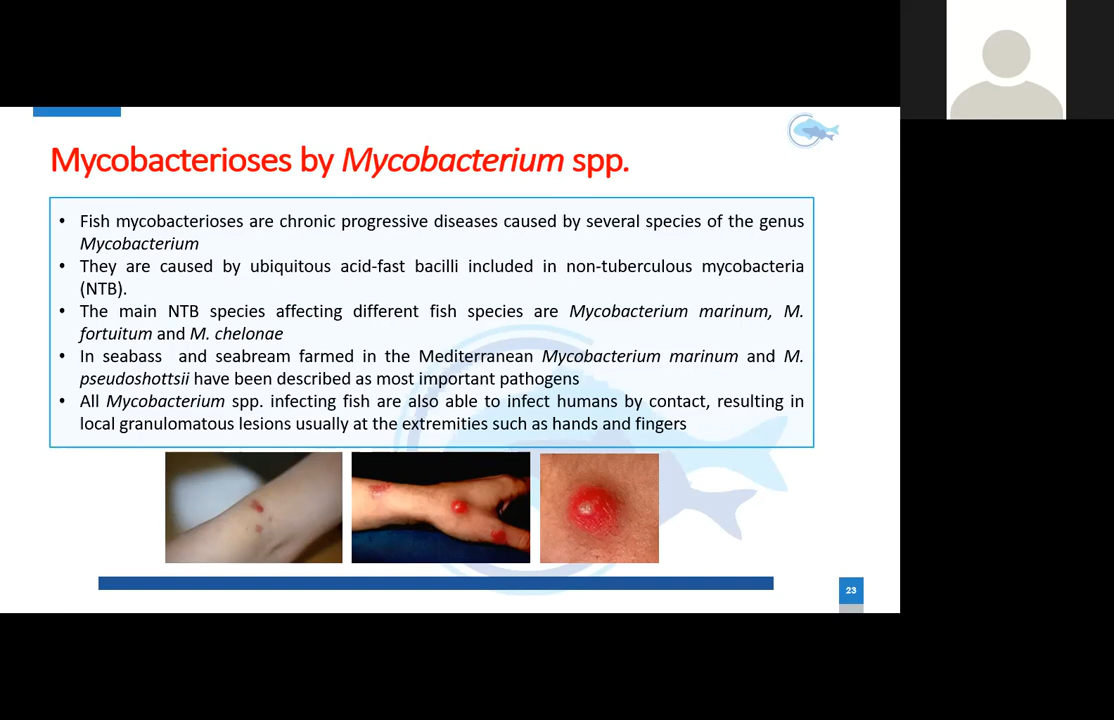 Mycobacterioses by Mycobacterium spp.
• Fish mycobacterioses are chronic progressive diseases caused by several species of the genus
Mycobacterium
• They are caused by ubiquitous acid-fast bacilli included in non-tuberculous mycobacteria
(NTB).
• The main NTB species affecting different fish species are Mycobacterium marinum, M.
fortuitum and M. chelonae
• In seabass and seabream farmed in the Mediterranean Mycobacterium marinum and M.
pseudoshottsii have been described as most important pathogens
• All Mycobacterium spp. infecting fish are also able to infect humans by contact, resulting in
local granulomatous lesions usually at the extremities such as hands and fingers
23